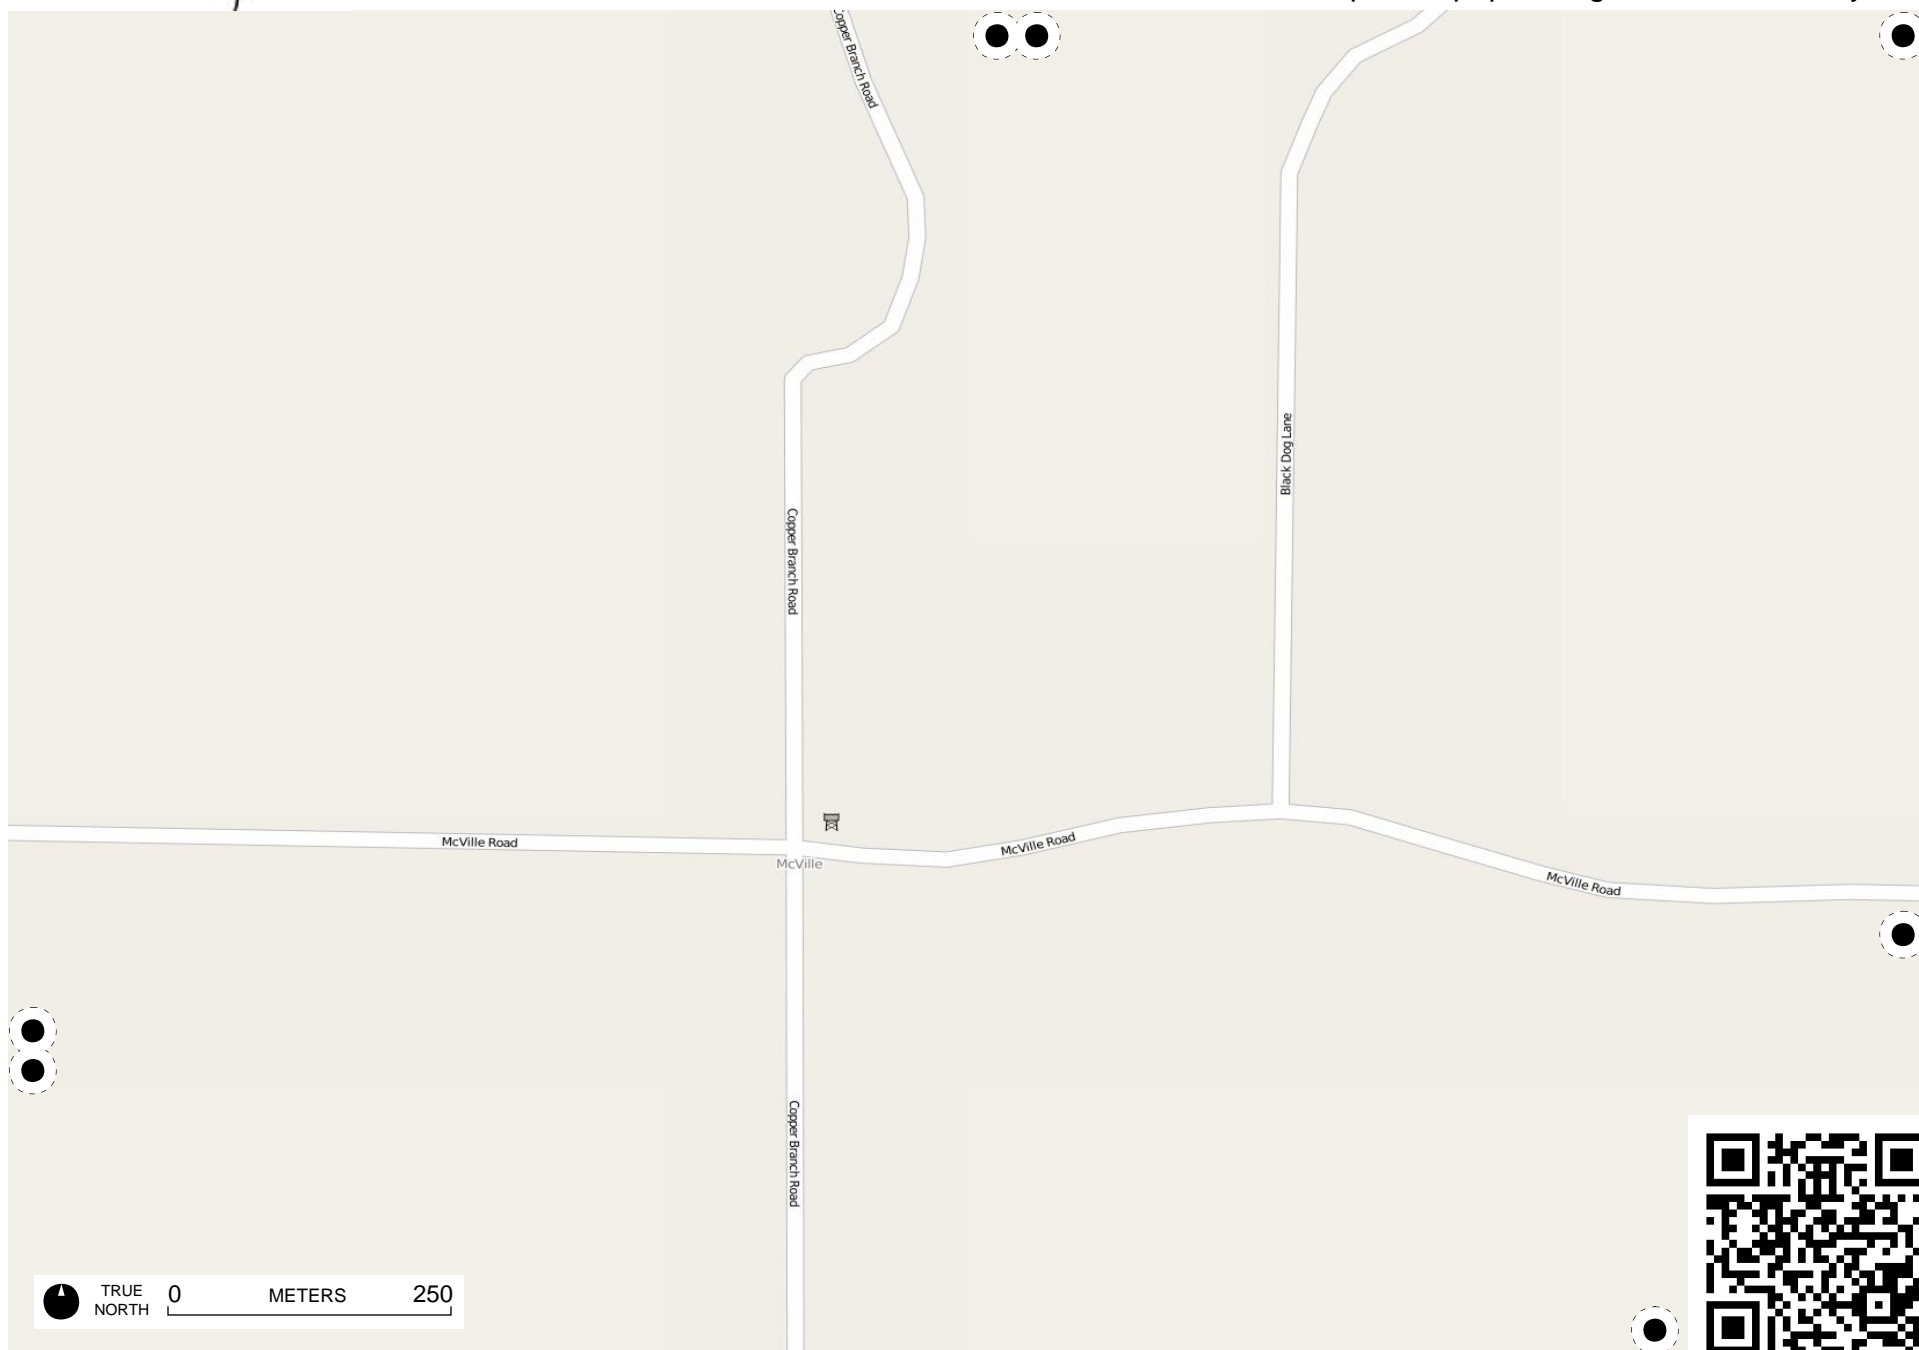 Copper Branch Road
Black Dog Lane
Copper Branch Road
McVille Road
McVille
McVille Road
McVille Road
Copper Branch Road
TRUE NORTH
0 METERS 250